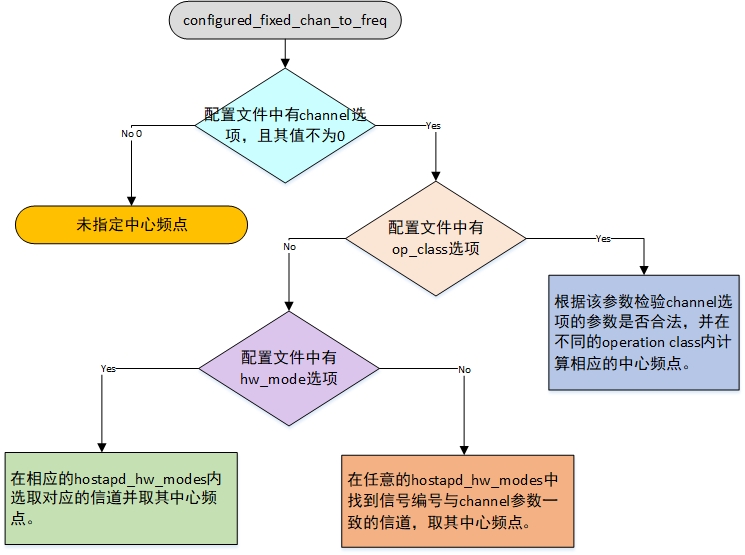 configured_fixed_chan_to_freq
配置文件中有channel选
项，且其值不为0
No 0
Yes
未指定中心频点
配置文件中有
op_class选项
No
Yes
根据该参数检验channel选
项的参数是否合法，并在
不同的operation class内计
算相应的中心频点。
配置文件中有
hw_mode选项
Yes
No
在相应的hostapd_hw_modes内
选取对应的信道并取其中心频
点。
在任意的hostapd_hw_modes中
找到信号编号与channel参数一
致的信道，取其中心频点。